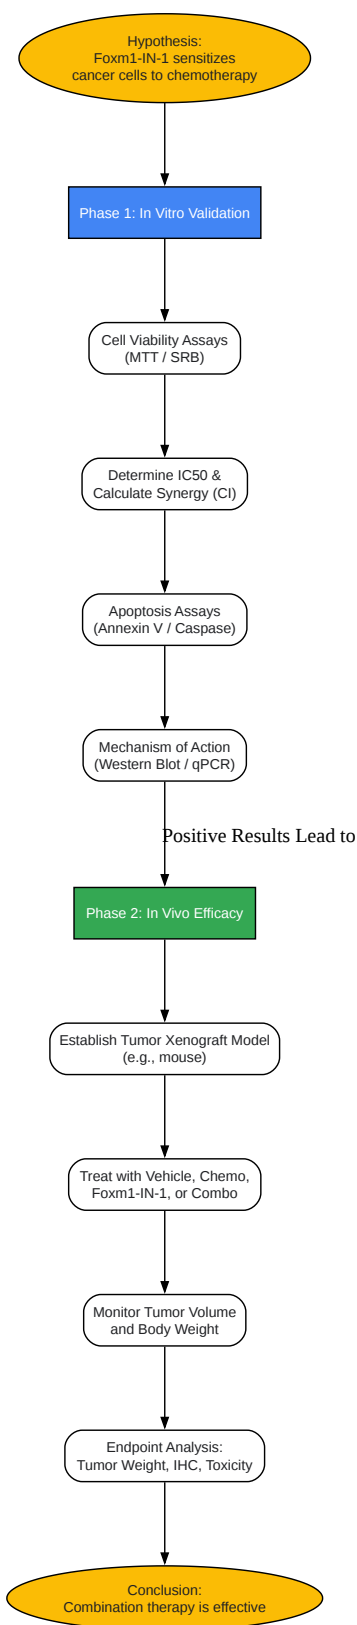 Hypothesis:
Foxm1-IN-1 sensitizes
cancer cells to chemotherapy
Phase 1: In Vitro Validation
Cell Viability Assays
(MTT / SRB)
Determine IC50 &
Calculate Synergy (CI)
Apoptosis Assays
(Annexin V / Caspase)
Mechanism of Action
(Western Blot / qPCR)
Positive Results Lead to
Phase 2: In Vivo Efficacy
Establish Tumor Xenograft Model
(e.g., mouse)
Treat with Vehicle, Chemo,
Foxm1-IN-1, or Combo
Monitor Tumor Volume
and Body Weight
Endpoint Analysis:
Tumor Weight, IHC, Toxicity
Conclusion:
Combination therapy is effective